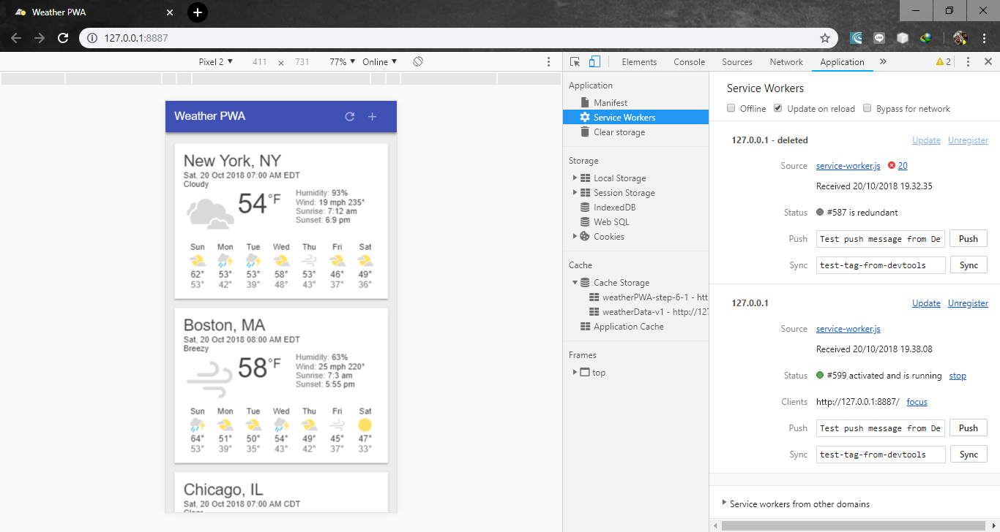 Weather PWA
127.0.0.1:8887
Pixel 2 411 × 731 77% Online
Weather PWA
New York, NY
Sat, 20 Oct 2018 07:00 AM EDT
Cloudy
54°F
Humidity: 93%
Wind: 19 mph 235°
Sunrise: 7:12 am
Sunset: 6:9 pm
Sun Mon Tue Wed Thu Fri Sat
62° 53° 53° 58° 53° 46° 49°
53° 42° 39° 48° 43° 37° 36°
Boston, MA
Sat, 20 Oct 2018 08:00 AM EDT
Breezy
58°F
Humidity: 63%
Wind: 25 mph 220°
Sunrise: 7:3 am
Sunset: 5:55 pm
Sun Mon Tue Wed Thu Fri Sat
64° 51° 50° 54° 49° 45° 47°
53° 39° 35° 43° 42° 37° 33°
Chicago, IL
Sat, 20 Oct 2018 07:00 AM CDT
Elements Console Sources Network Application » 2
Application
Manifest
Service Workers
Clear storage
Storage
Local Storage
Session Storage
IndexedDB
Web SQL
Cookies
Cache
Cache Storage
weatherPWA-step-6-1 - htt
weatherData-v1 - http://127
Application Cache
Frames
top
Service Workers
Offline Update on reload Bypass for network
127.0.0.1 - deleted Update Unregister
Source service-worker.js 20
Received 20/10/2018 19.32.35
Status #587 is redundant
Push Test push message from De Push
Sync test-tag-from-devtools Sync
127.0.0.1 Update Unregister
Source service-worker.js
Received 20/10/2018 19.38.08
Status #599 activated and is running stop
Clients http://127.0.0.1:8887/ focus
Push Test push message from De Push
Sync test-tag-from-devtools Sync
Service workers from other domains